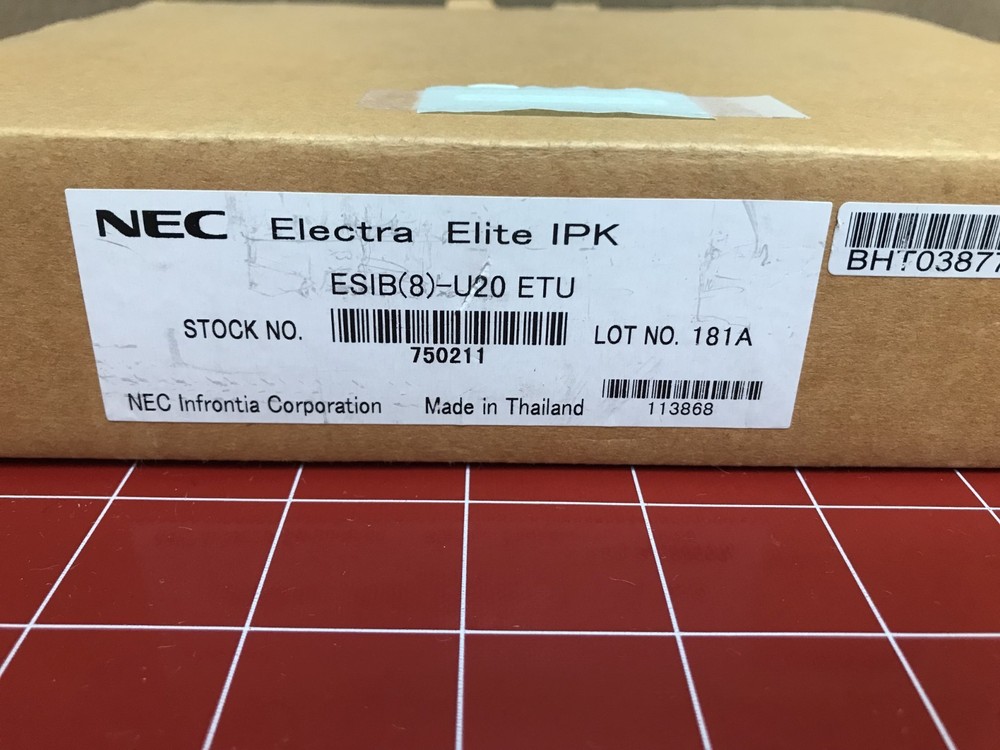 NEC Electra Elite IPK
ESIB(8)-U20 ETU
STOCK NO. 750211 LOT NO. 181A
NEC Infrontia Corporation Made in Thailand 113868